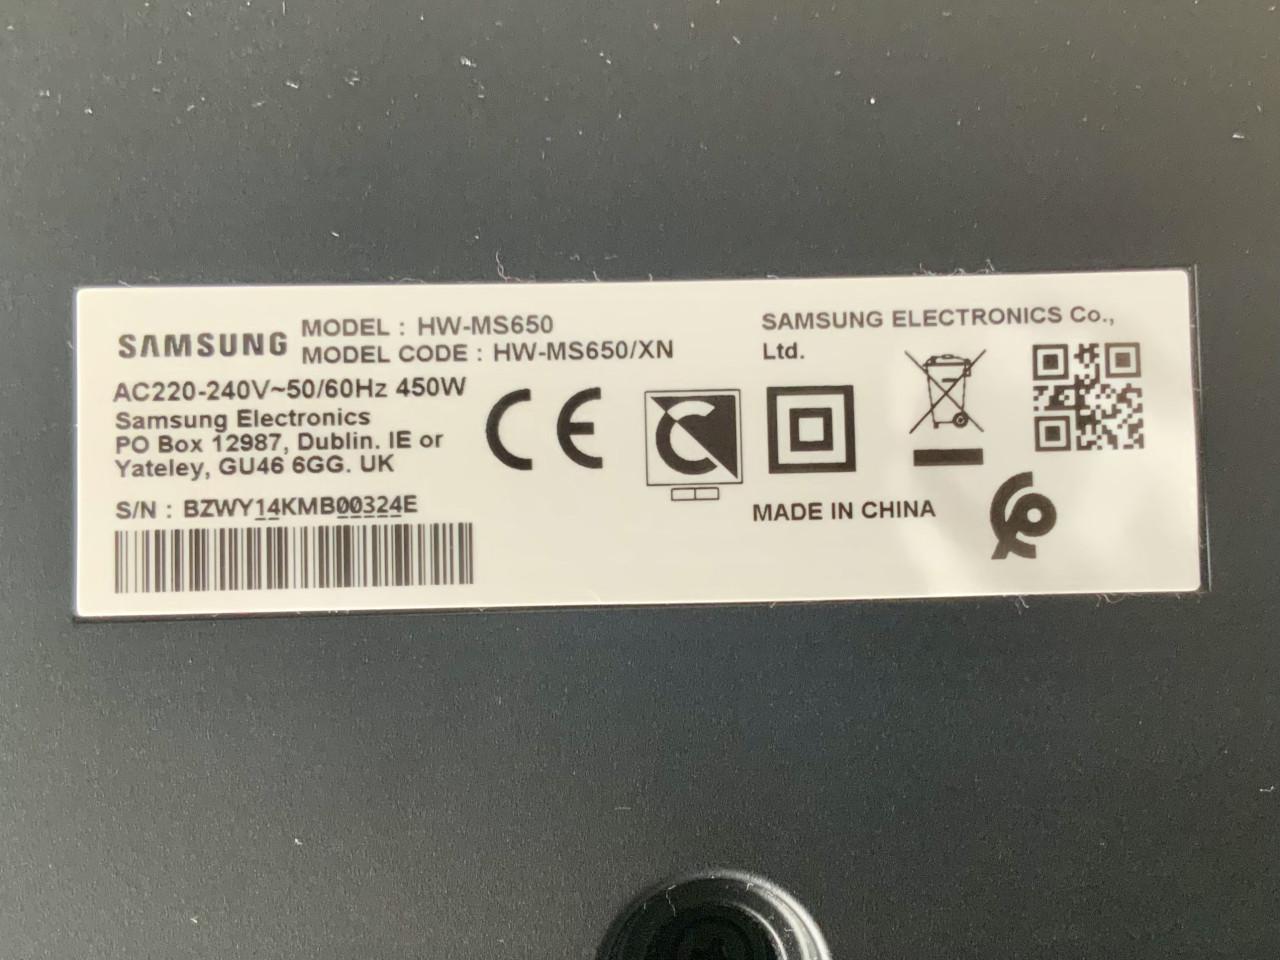 SAMSUNG
MODEL : HW-MS650
MODEL CODE : HW-MS650/XN
AC220-240V~50/60Hz 450W
Samsung Electronics
PO Box 12987, Dublin. IE or
Yateley, GU46 6GG. UK
S/N : BZWY14KMB00324E
SAMSUNG ELECTRONICS Co.,
Ltd.
CE
MADE IN CHINA